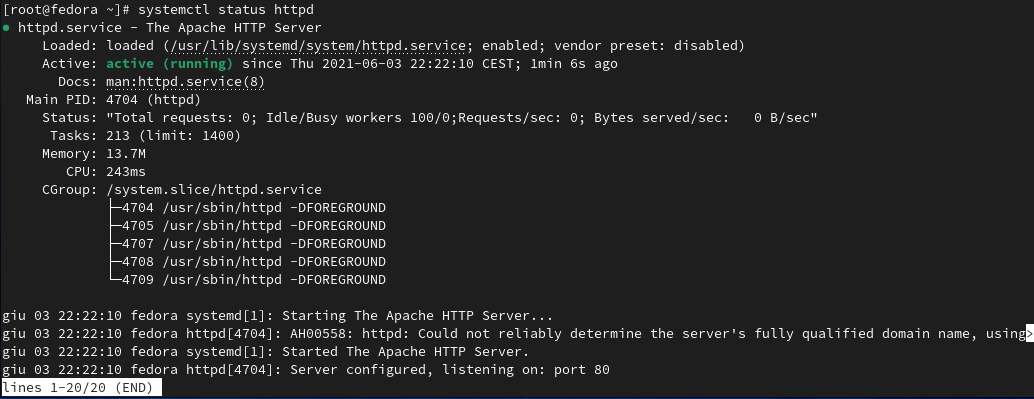 [root@fedora ~]# systemctl status httpd
● httpd.service - The Apache HTTP Server
     Loaded: loaded (/usr/lib/systemd/system/httpd.service; enabled; vendor preset: disabled)
     Active: active (running) since Thu 2021-06-03 22:22:10 CEST; 1min 6s ago
       Docs: man:httpd.service(8)
   Main PID: 4704 (httpd)
     Status: "Total requests: 0; Idle/Busy workers 100/0;Requests/sec: 0; Bytes served/sec:   0 B/sec"
      Tasks: 213 (limit: 1400)
     Memory: 13.7M
        CPU: 243ms
     CGroup: /system.slice/httpd.service
             ├─4704 /usr/sbin/httpd -DFOREGROUND
             ├─4705 /usr/sbin/httpd -DFOREGROUND
             ├─4707 /usr/sbin/httpd -DFOREGROUND
             ├─4708 /usr/sbin/httpd -DFOREGROUND
             └─4709 /usr/sbin/httpd -DFOREGROUND
giu 03 22:22:10 fedora systemd[1]: Starting The Apache HTTP Server...
giu 03 22:22:10 fedora httpd[4704]: AH00558: httpd: Could not reliably determine the server's fully qualified domain name, using>
giu 03 22:22:10 fedora systemd[1]: Started The Apache HTTP Server.
giu 03 22:22:10 fedora httpd[4704]: Server configured, listening on: port 80
lines 1-20/20 (END)